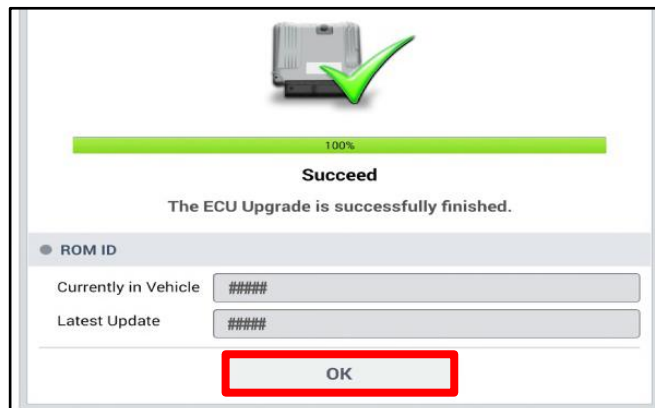 100%
Succeed
The ECU Upgrade is successfully finished.
ROM ID
Currently in Vehicle #####
Latest Update #####
OK